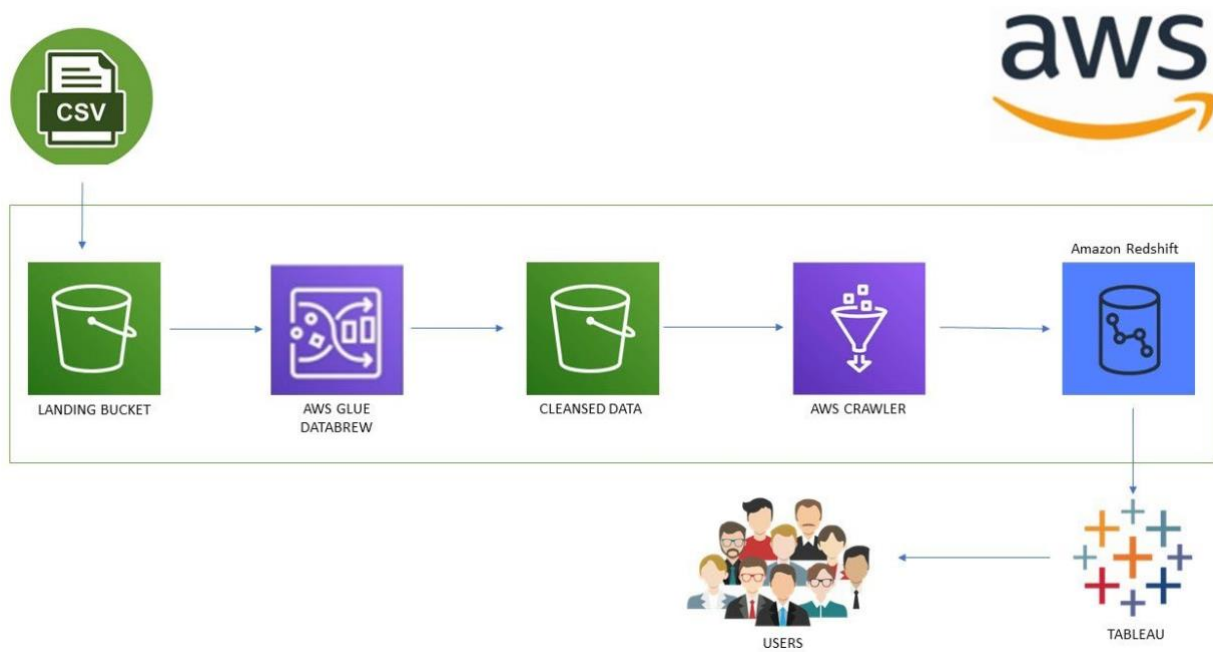 CSV
aws
Amazon Redshift
LANDING BUCKET
AWS GLUE
DATABREW
CLEANSED DATA
AWS CRAWLER
USERS
TABLEAU